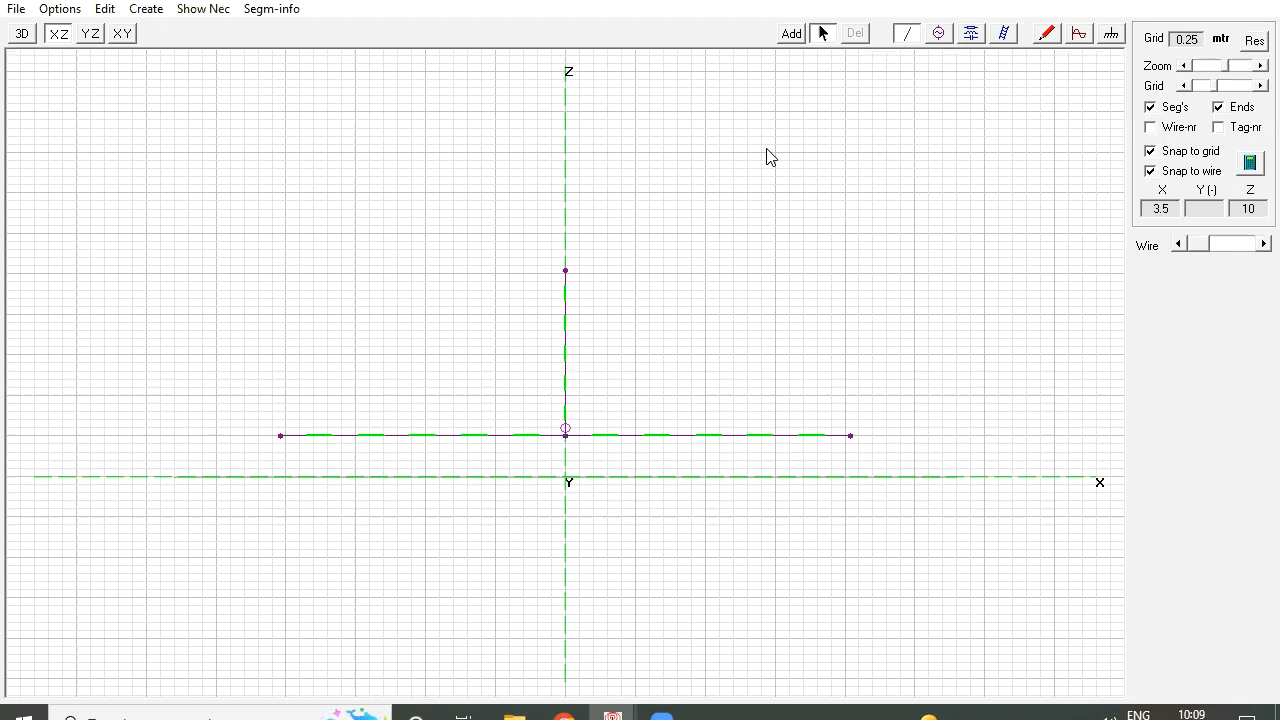 File Options Edit Create Show Nec Segm-info
3D XZ YZ XY Add Del
Grid 0.25 mtr Res
Zoom
Grid
Seg's Ends
Wire-nr Tag-nr
Snap to grid
Snap to wire
X Y (-) Z
3.5 10
Wire
Z
Y
X
ENG
10:09